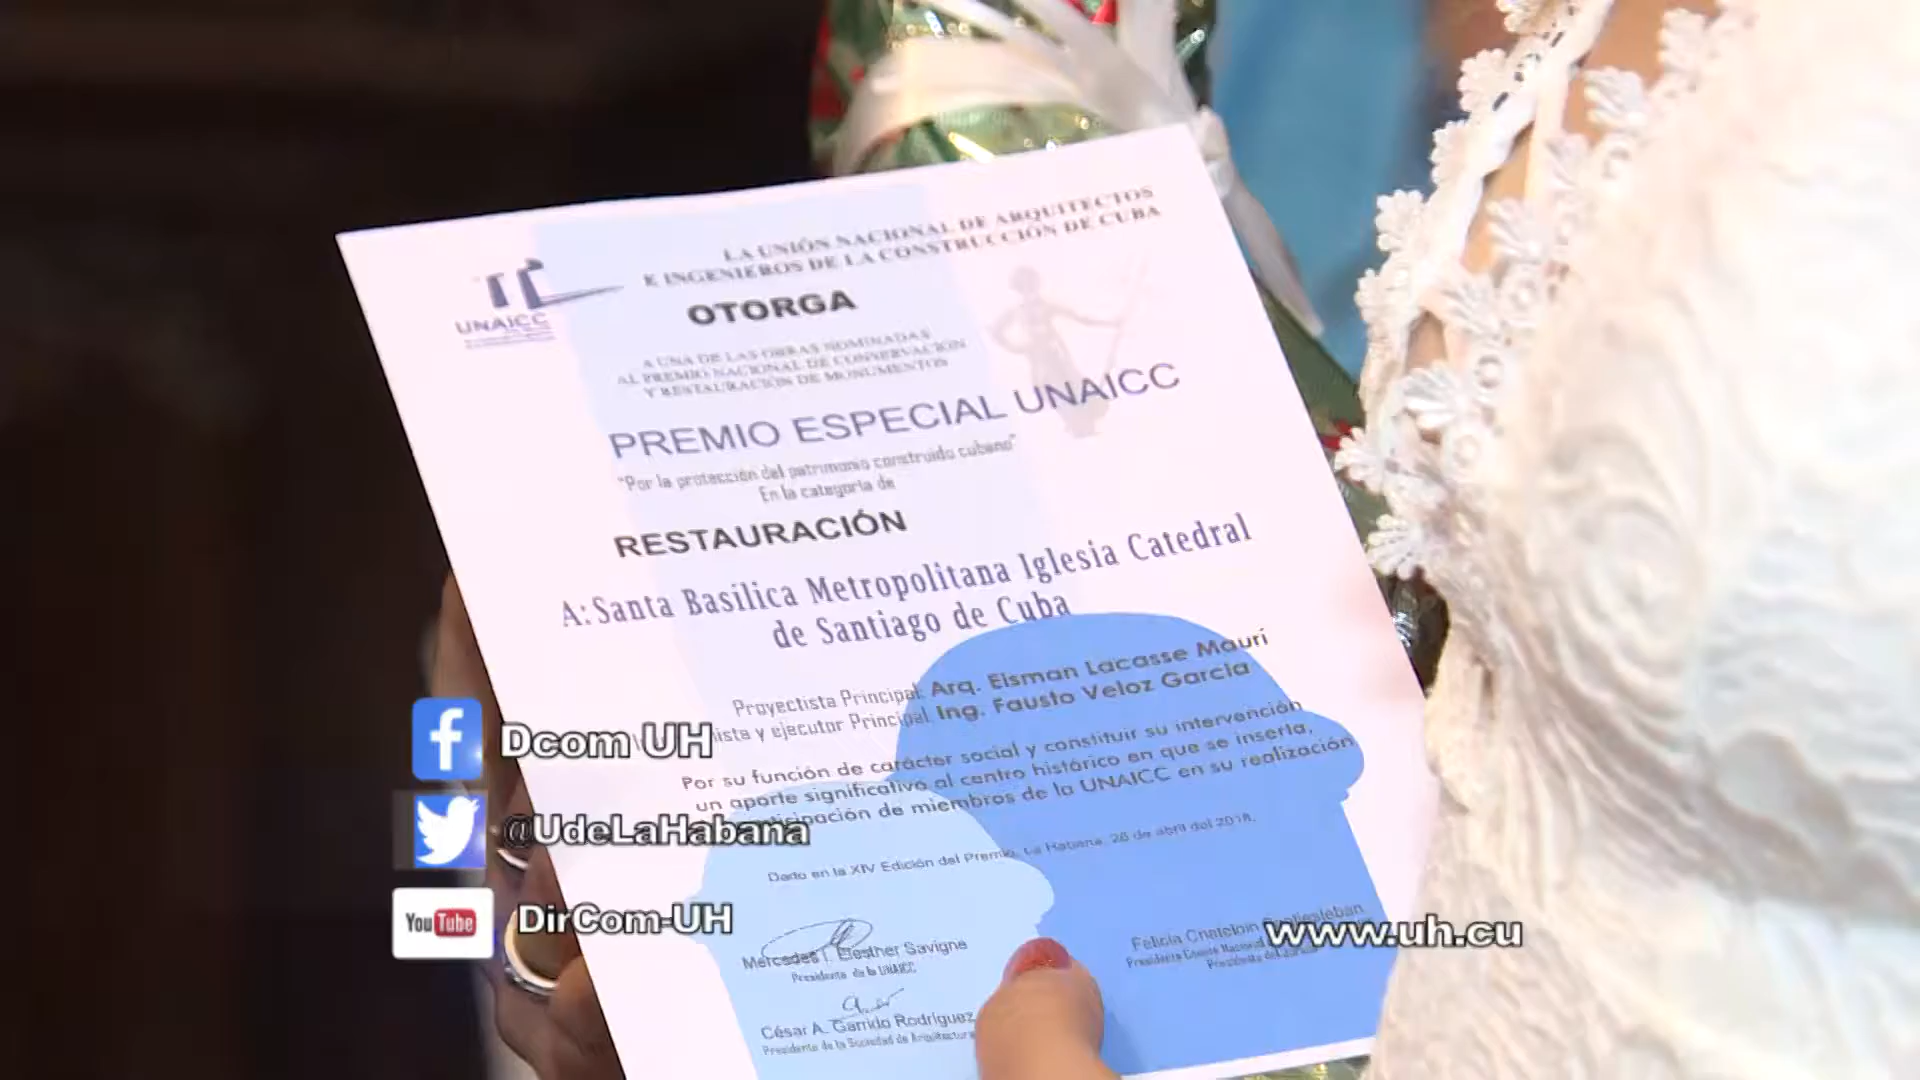 LA UNIÓN NACIONAL DE ARQUITECTOS
E INGENIEROS DE LA CONSTRUCCIÓN DE CUBA
UNAICC
OTORGA
A UNA DE LAS OBRAS NOMINADAS
AL PREMIO NACIONAL DE CONSERVACIÓN
Y RESTAURACIÓN DE MONUMENTOS
PREMIO ESPECIAL UNAICC
"Por la protección del patrimonio construido cubano"
En la categoría de
RESTAURACIÓN
A: Santa Basílica Metropolitana Iglesia Catedral
de Santiago de Cuba
Proyectista Principal: Arq. Eisman Lacasse Maurí
y ejecutor Principal: Ing. Fausto Veloz García
Por su función de carácter social y constituir su intervención
un aporte significativo al centro histórico en que se inserta,
de miembros de la UNAICC en su realización
Dado en la XIV Edición del Premio, La Habana, 26 de abril del 2018.
Mercedes Savigne
Presidenta de la UNAICC
César A. Garrido Rodríguez
Presidente de la Sociedad de Arquitectura
Felicia
Presidenta Comité Nacional
Dcom UH
@UdeLaHabana
You Tube DirCom-UH
www.uh.cu